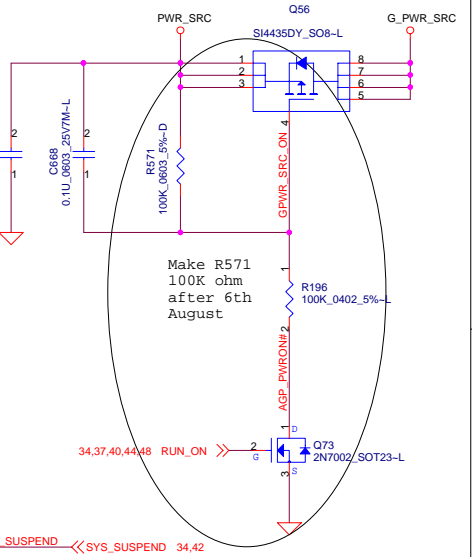 Q56
PWR_SRC
G_PWR_SRC
SI4435DY_SO8~L
1
2
3
8
7
6
5
4
GPWR_SRC_ON
2
1
2
1
C668
0.1U_0603_25V7M~L
R571
100K_0603_5%~D
Make R571
100K ohm
after 6th
August
1
R196
100K_0402_5%~L
2
AGP_PWRON#
1
D
34,37,40,44,48 RUN_ON
2
G
Q73
2N7002_SOT23~L
3
S
SUSPEND
SYS_SUSPEND 34,42